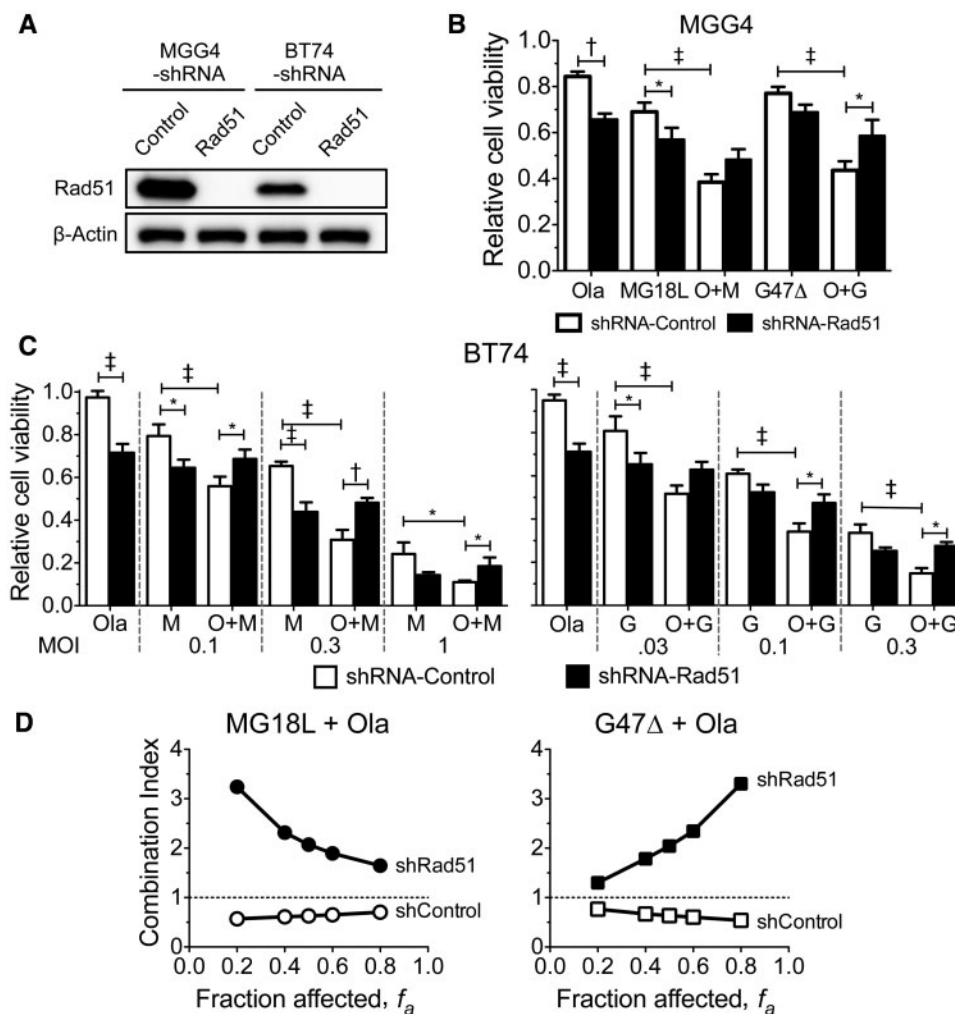 A
MGG4 BT74
-shRNA -shRNA
Control Rad51 Control Rad51
Rad51
β-Actin
B
MGG4
† ‡ * ‡ *
Relative cell viability
1.0
0.8
0.6
0.4
0.2
0.0
Ola MG18L O+M G47Δ O+G
shRNA-Control shRNA-Rad51
C
BT74
Relative cell viability
1.0
0.8
0.6
0.4
0.2
0.0
‡ ‡ * * ‡ ‡ † * *
‡ ‡ * ‡ * ‡ *
Ola M O+M M O+M M O+M
MOI 0.1 0.3 1
Ola G O+G G O+G G O+G
.03 0.1 0.3
shRNA-Control shRNA-Rad51
D
MG18L + Ola
Combination Index
4
3
2
1
0
shRad51
shControl
0.0 0.2 0.4 0.6 0.8 1.0
Fraction affected, fa
G47Δ + Ola
4
3
2
1
0
shRad51
shControl
0.0 0.2 0.4 0.6 0.8 1.0
Fraction affected, fa